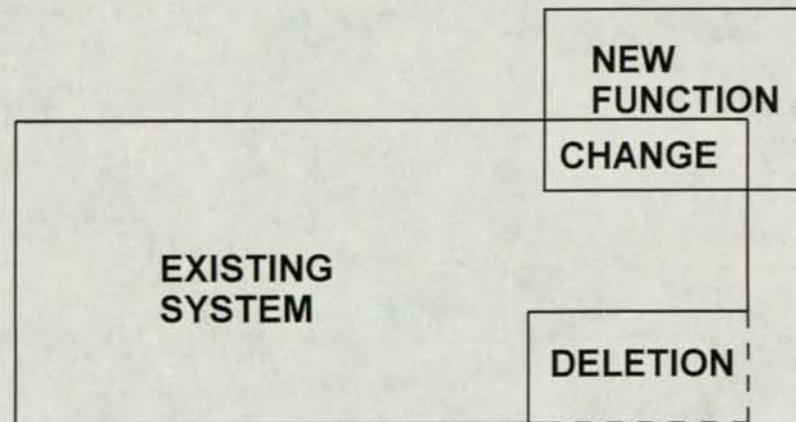 NEW
FUNCTION
CHANGE
EXISTING
SYSTEM
DELETION